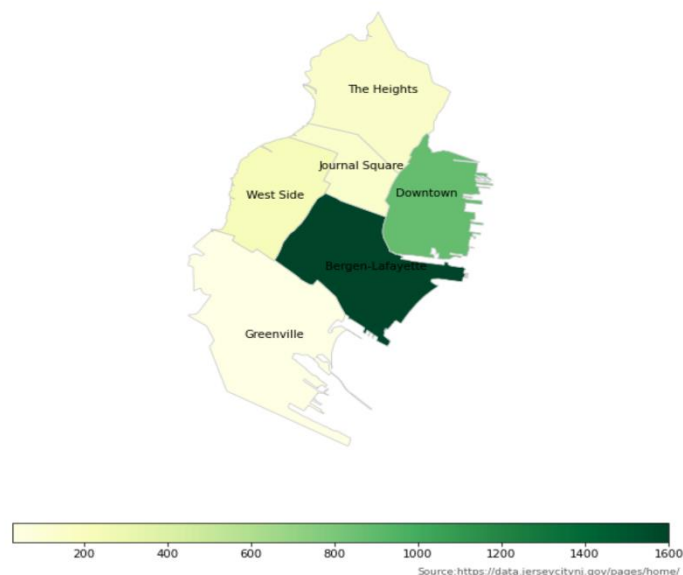 The Heights
Journal Square
West Side
Downtown
Bergen-Lafayette
Greenville
200 400 600 800 1000 1200 1400 1600
Source:https://data.jerseycitynj.gov/pages/home/